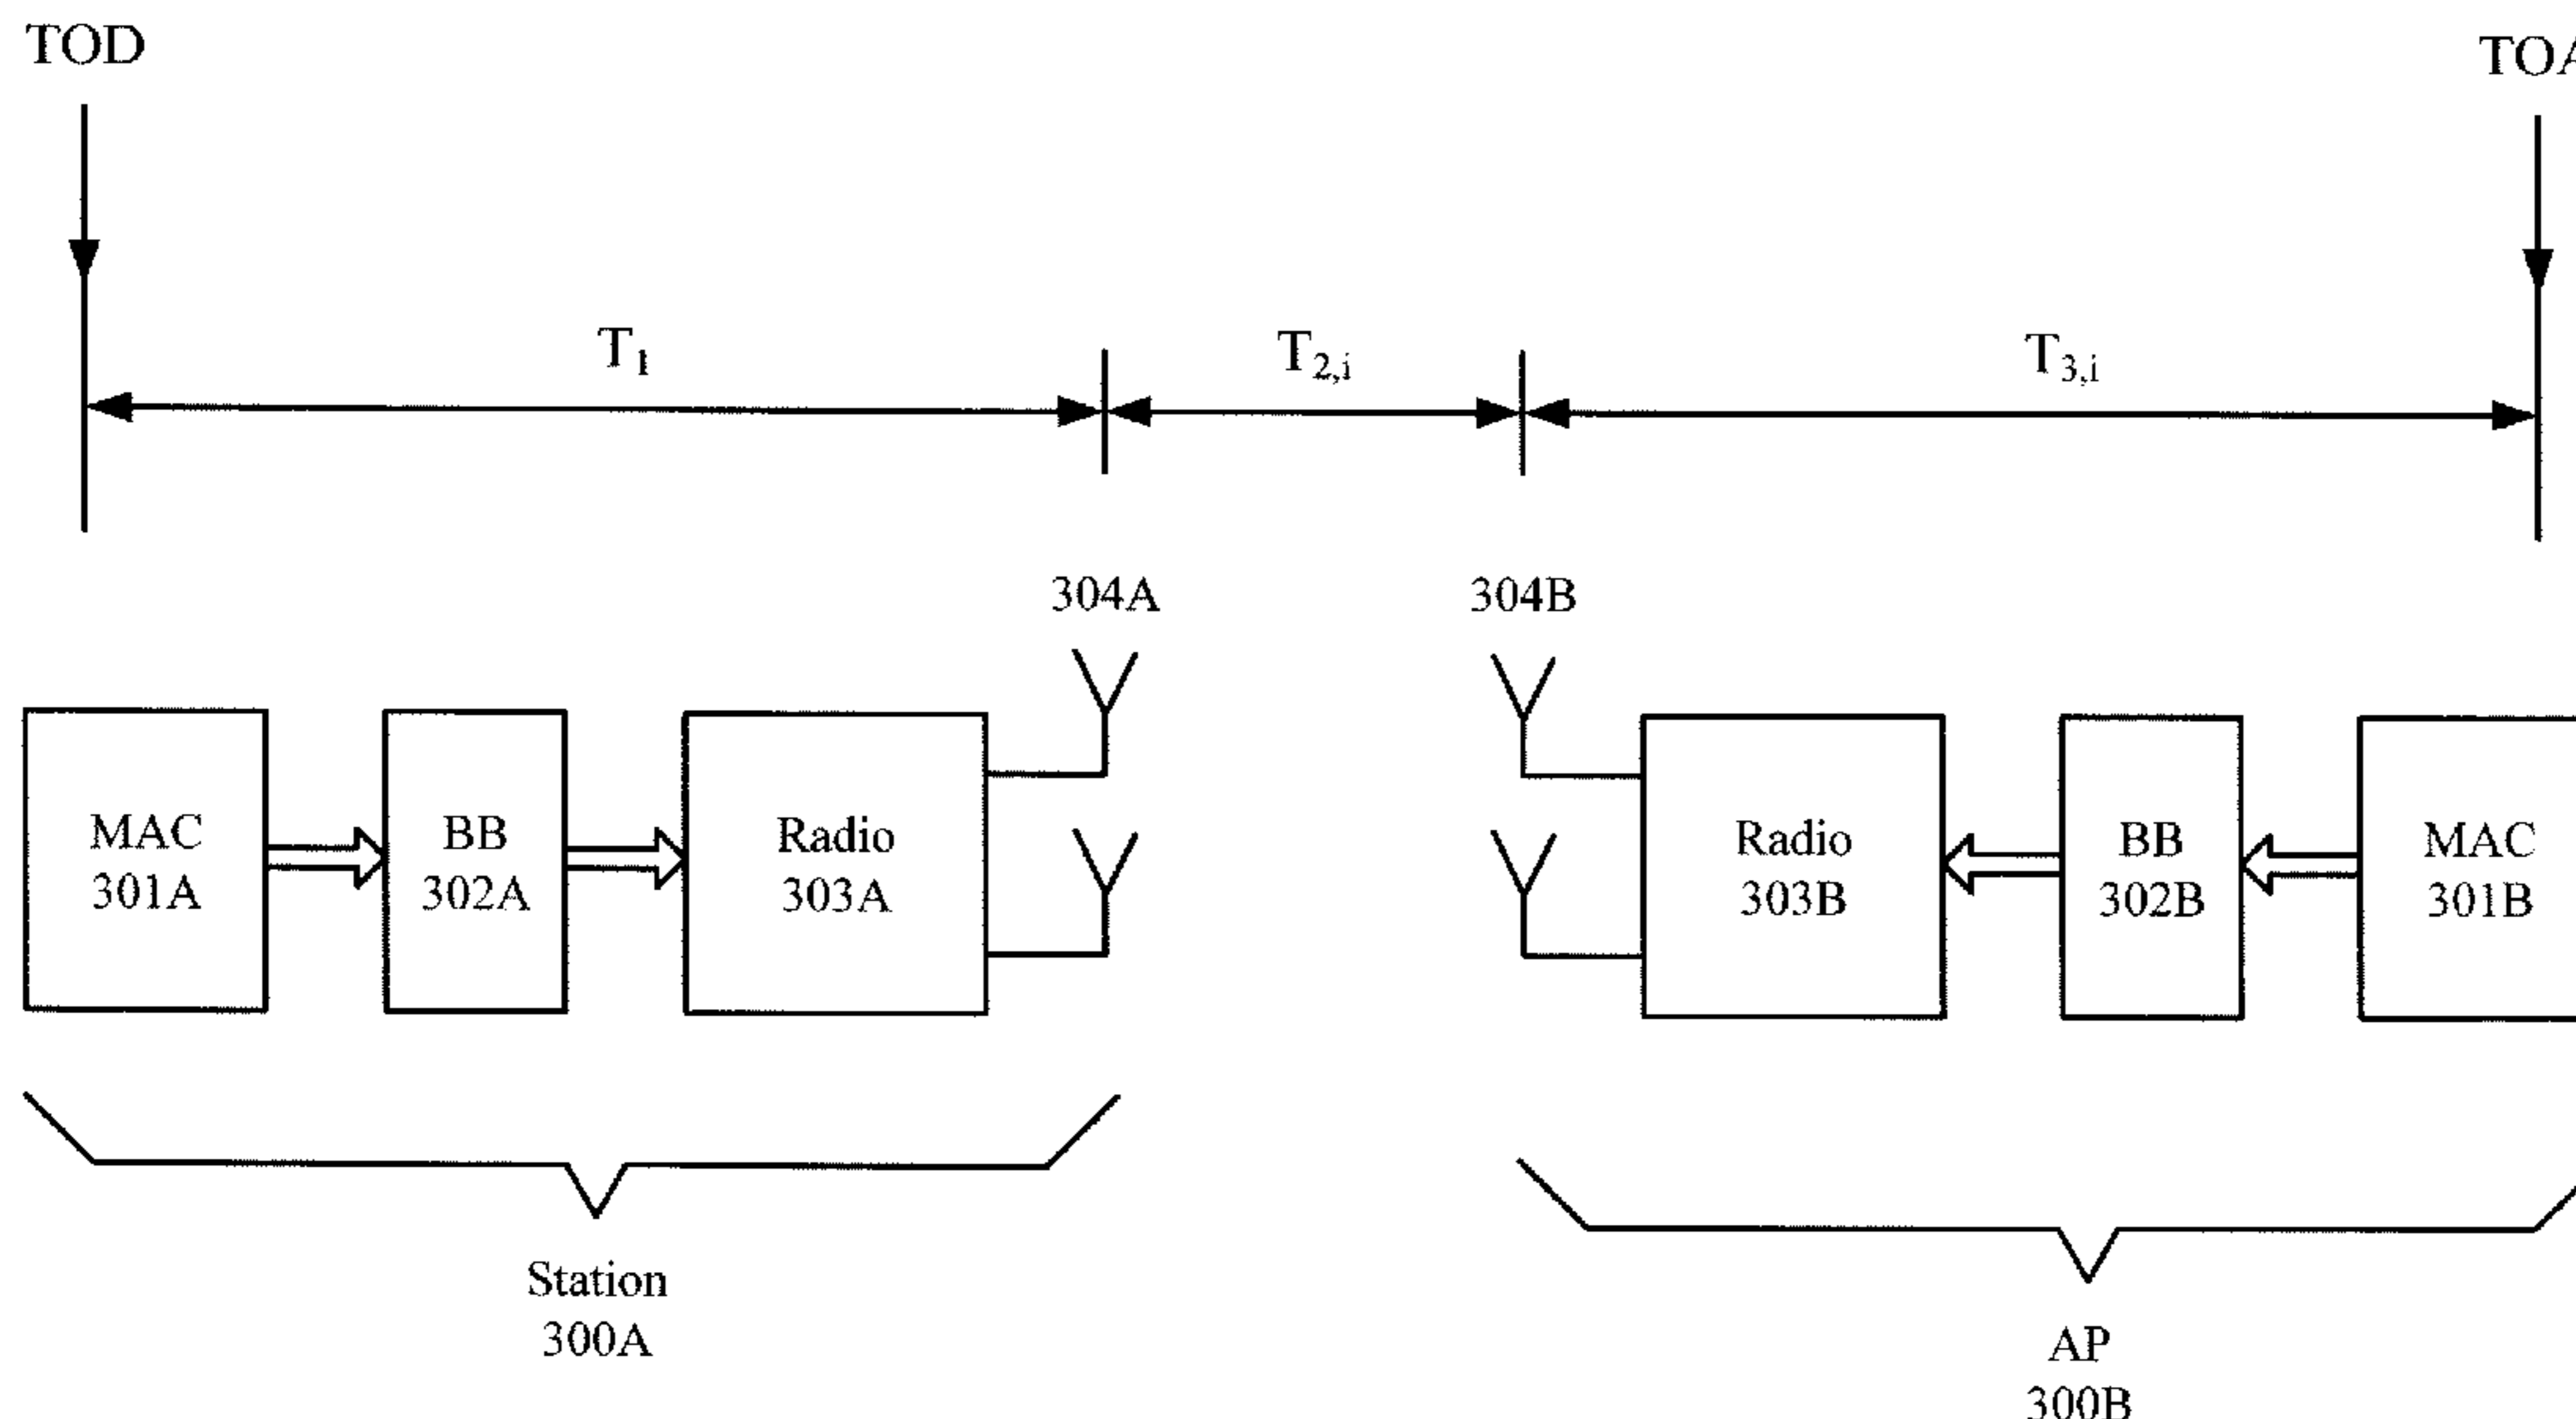 TOD
TOA
T1
T2,i
T3,i
304A
304B
MAC
301A
BB
302A
Radio
303A
Radio
303B
BB
302B
MAC
301B
Station
300A
AP
300B